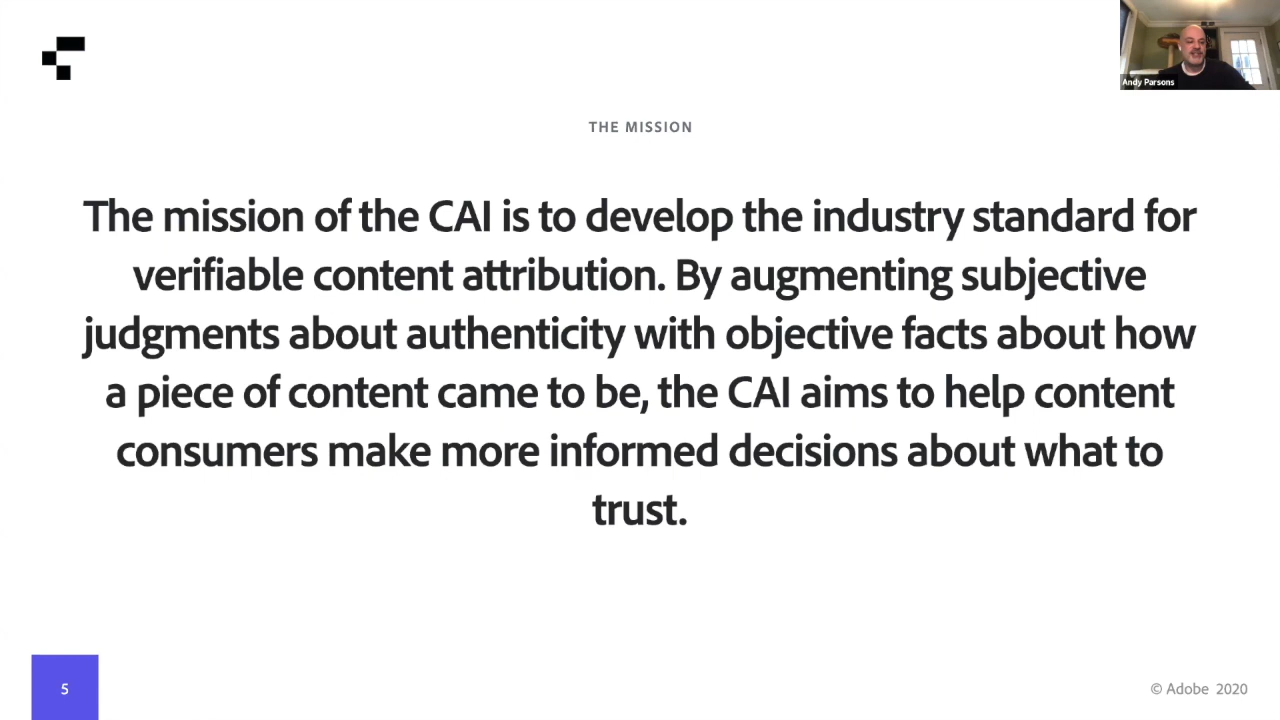 Andy Parsons
THE MISSION
The mission of the CAI is to develop the industry standard for
verifiable content attribution. By augmenting subjective
judgments about authenticity with objective facts about how
a piece of content came to be, the CAI aims to help content
consumers make more informed decisions about what to
trust.
5
© Adobe 2020